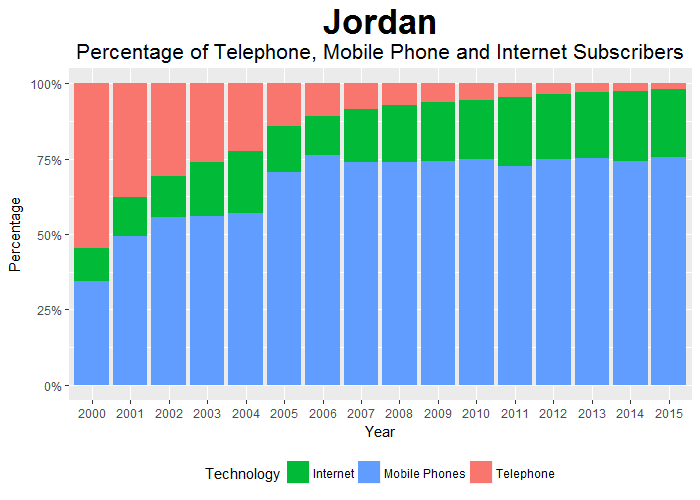 Jordan
Percentage of Telephone, Mobile Phone and Internet Subscribers
100%
75%
50%
25%
0%
Percentage
2000 2001 2002 2003 2004 2005 2006 2007 2008 2009 2010 2011 2012 2013 2014 2015
Year
Technology Internet Mobile Phones Telephone